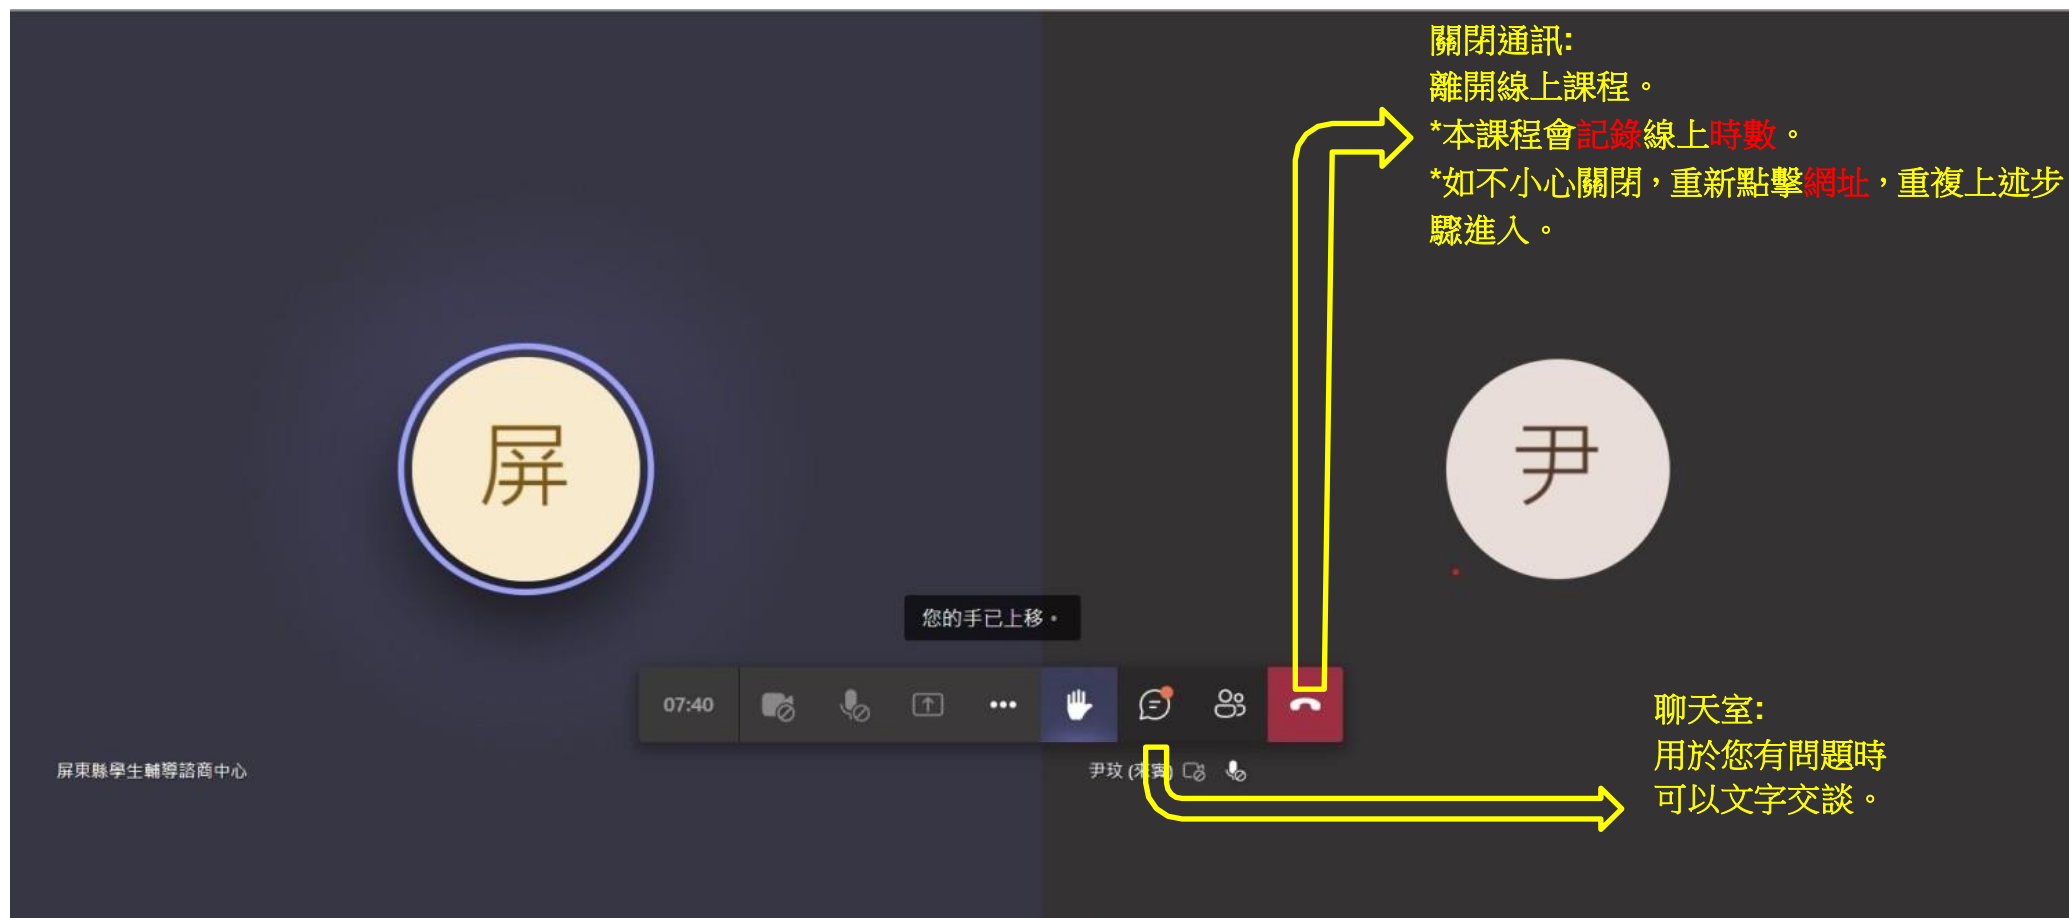 關閉通訊:
離開線上課程。
*本課程會記錄線上時數。
*如不小心關閉，重新點擊網址，重複上述步
驟進入。
屏
尹
您的手已上移。
07:40
聊天室:
用於您有問題時
可以文字交談。
屏東縣學生輔導諮商中心
尹玟 (來賓)